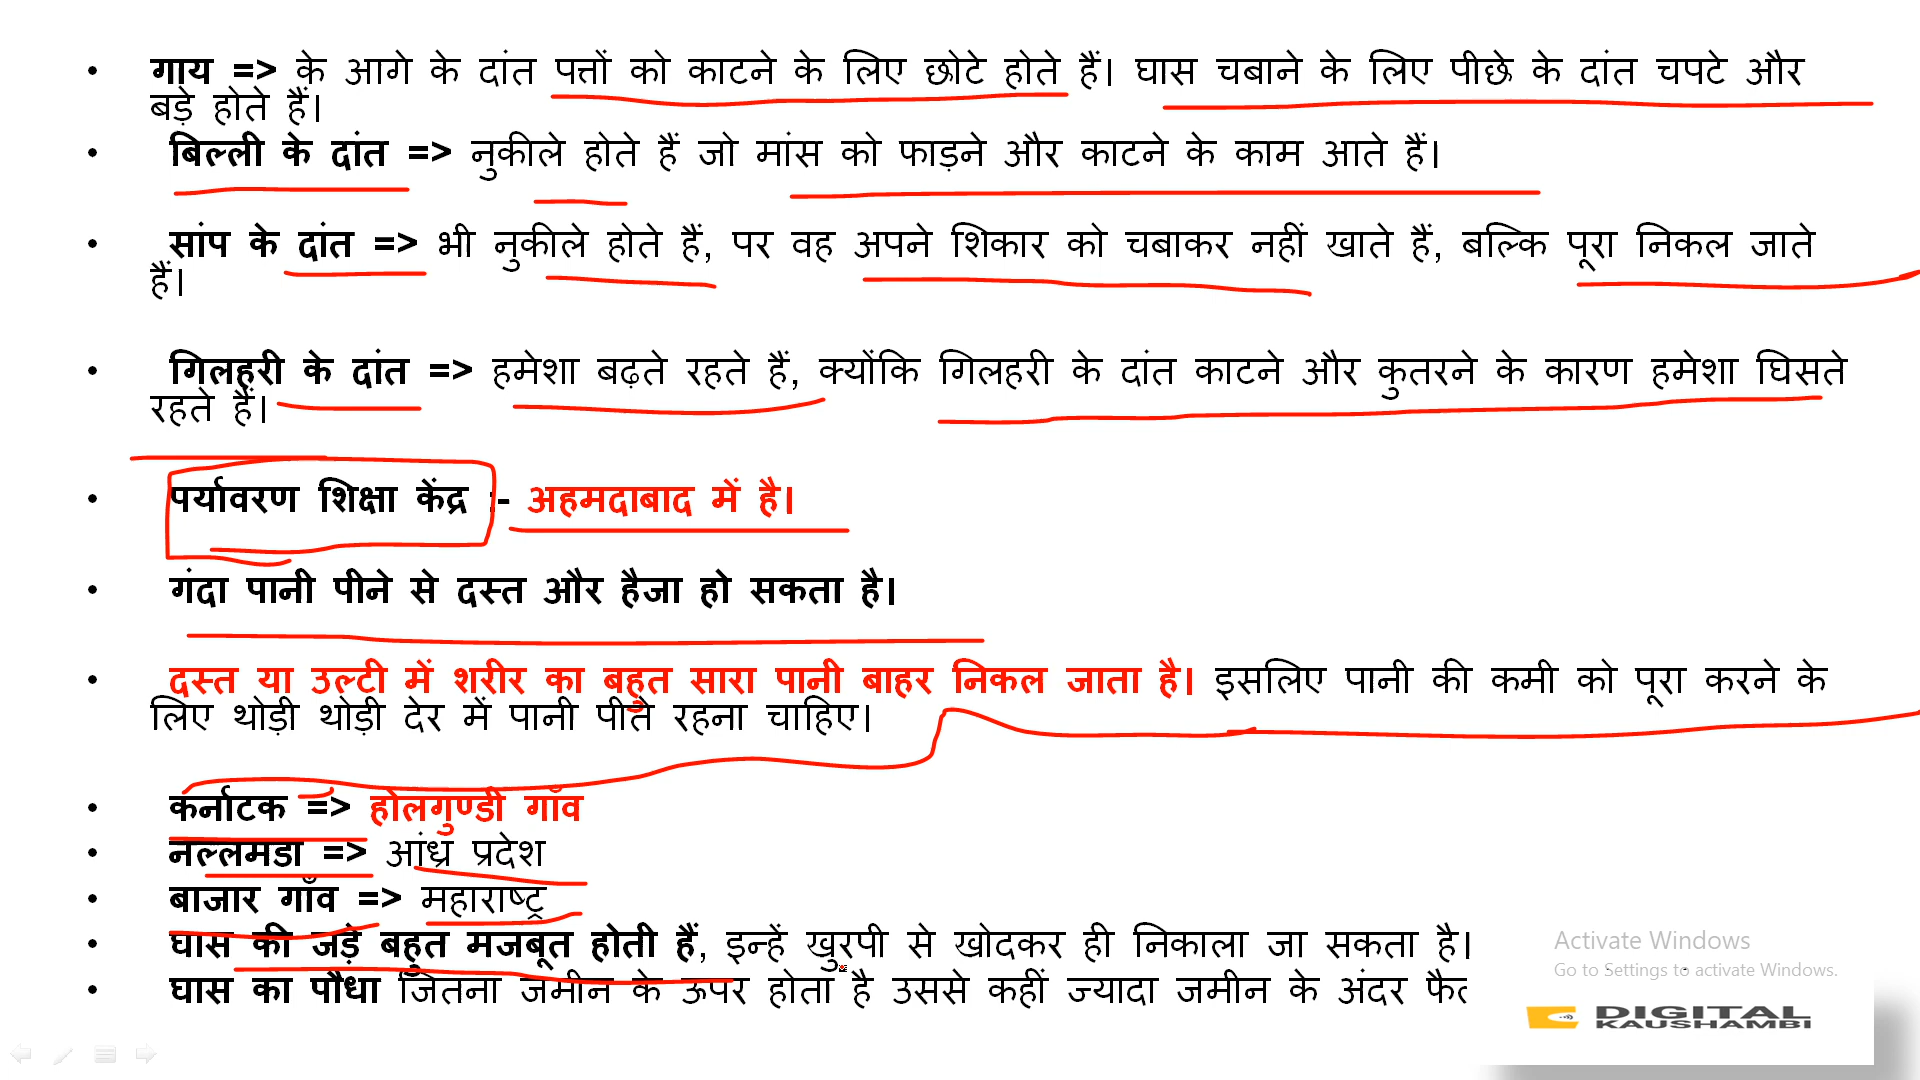 • गाय => के आगे के दांत पत्तों को काटने के लिए छोटे होते हैं। घास चबाने के लिए पीछे के दांत चपटे और
बड़े होते हैं।
• बिल्ली के दांत => नुकीले होते हैं जो मांस को फाड़ने और काटने के काम आते हैं।
• सांप के दांत => भी नुकीले होते हैं, पर वह अपने शिकार को चबाकर नहीं खाते हैं, बल्कि पूरा निकल जाते
हैं।
• गिलहरी के दांत => हमेशा बढ़ते रहते हैं, क्योंकि गिलहरी के दांत काटने और कुतरने के कारण हमेशा घिसते
रहते हैं।
• पर्यावरण शिक्षा केंद्र :- अहमदाबाद में है।
• गंदा पानी पीने से दस्त और हैजा हो सकता है।
• दस्त या उल्टी में शरीर का बहुत सारा पानी बाहर निकल जाता है। इसलिए पानी की कमी को पूरा करने के
लिए थोड़ी थोड़ी देर में पानी पीते रहना चाहिए।
• कर्नाटक => होलगुण्डी गाँव
• नल्लमडा => आंध्र प्रदेश
• बाजार गाँव => महाराष्ट्र
• घास की जड़े बहुत मजबूत होती हैं, इन्हें खुरपी से खोदकर ही निकाला जा सकता है।
• घास का पौधा जितना जमीन के ऊपर होता है उससे कहीं ज्यादा जमीन के अंदर
Activate Windows
Go to Settings to activate Windows.
DIGITAL
KAUSHAMBI